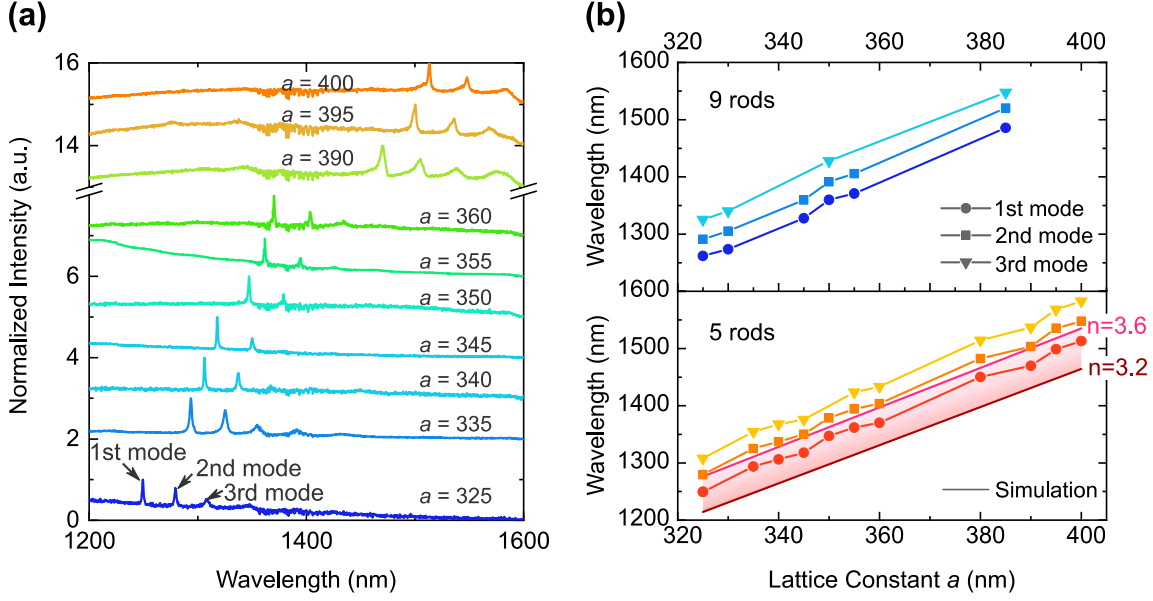 (a)
Normalized Intensity (a.u.)
16
14
6
4
2
0
a = 400
a = 395
a = 390
a = 360
a = 355
a = 350
a = 345
a = 340
a = 335
a = 325
1st mode
2nd mode
3rd mode
1200 1400 1600
Wavelength (nm)
(b)
320 340 360 380 400
Wavelength (nm)
1600
1500
1400
1300
1600
9 rods
1st mode
2nd mode
3rd mode
Wavelength (nm)
1500
1400
1300
1200
5 rods
n=3.6
n=3.2
Simulation
320 340 360 380 400
Lattice Constant a (nm)